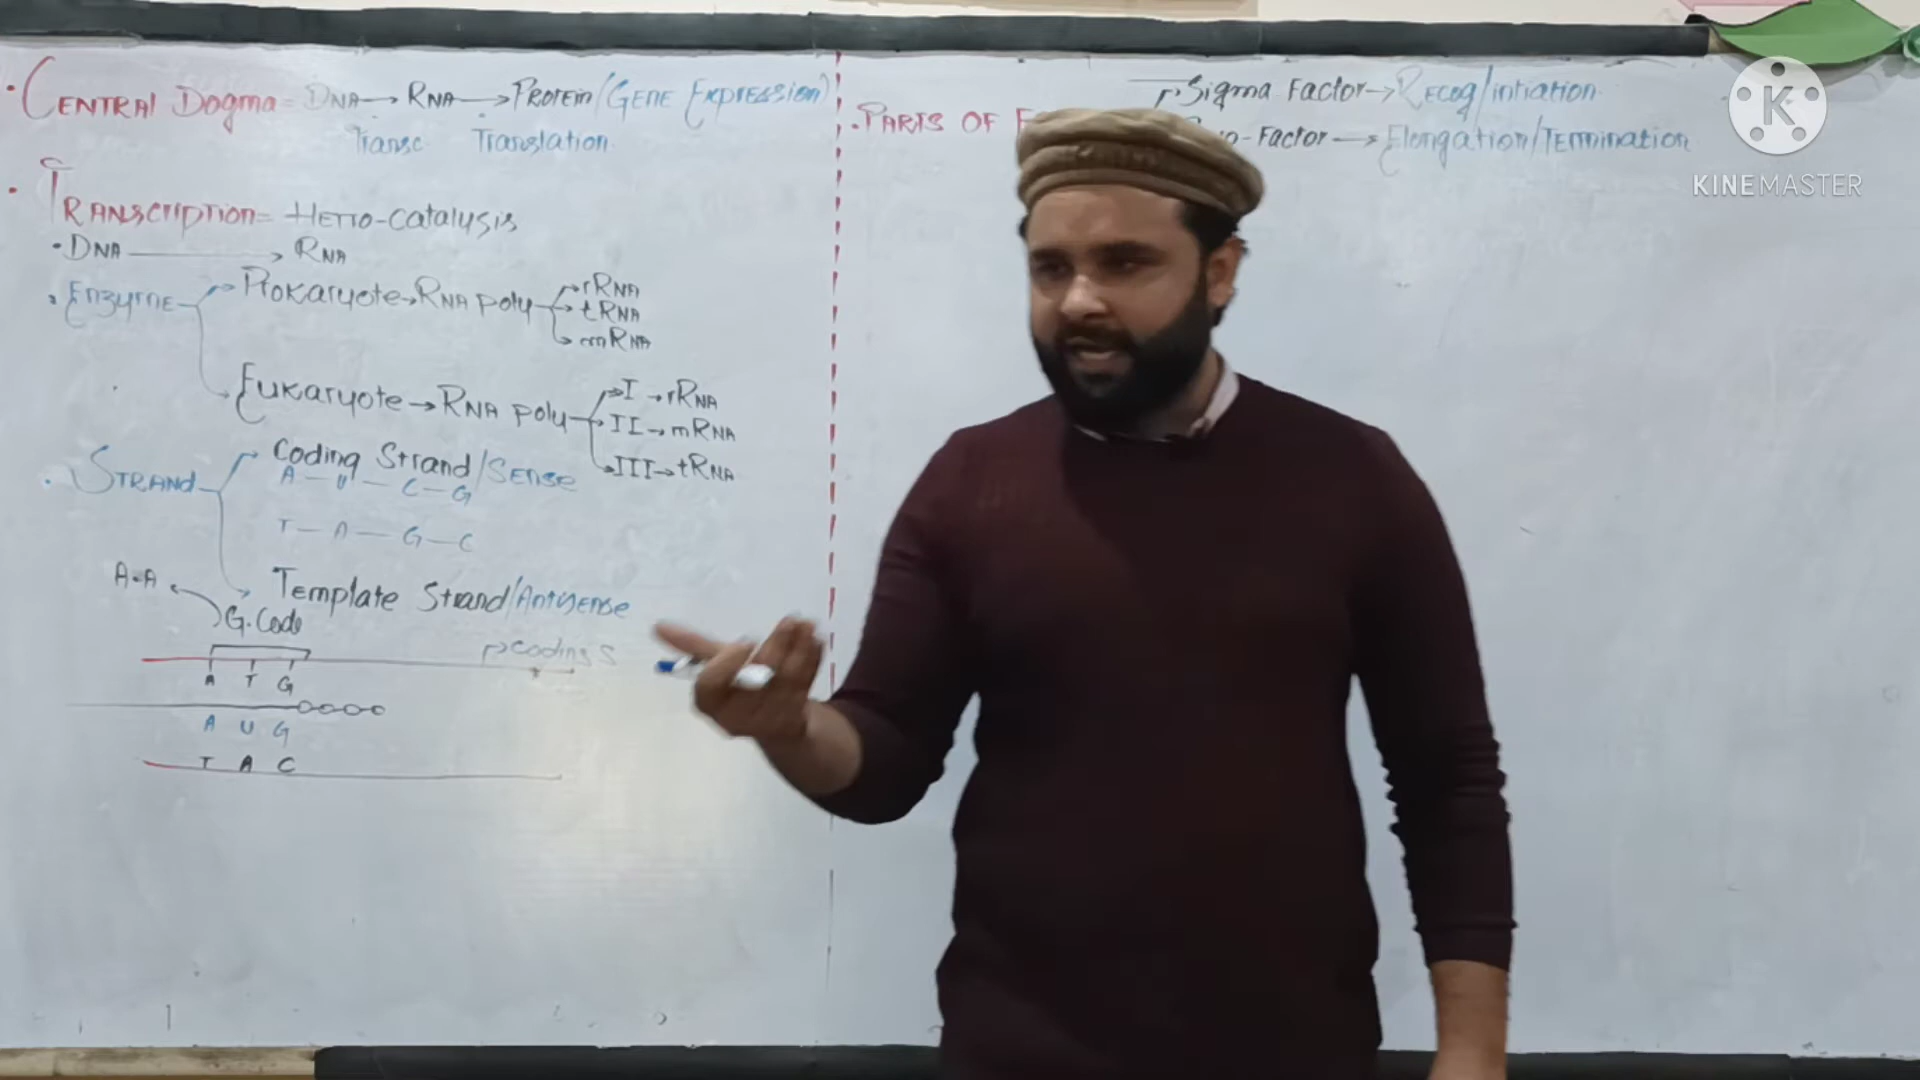 • CENTRAL Dogma = DNA → RNA → Protein/(GENE Expression)
Transc Translation
• TRANSCRIPTION = Hetro-catalysis
• DNA → RNA
• Enzyme → Prokaryote → RNA poly → rRNA
→ tRNA
→ mRNA
→ Eukaryote → RNA poly → I → rRNA
→ II → mRNA
→ III → tRNA
• STRAND → Coding Strand/SENSE
A — U — C — G
T — A — G — C
→ Template Strand/Antisense
A.A
G.Code
Coding S
A T G
A U G
T A C
• PARTS OF
→ Sigma Factor → Recog/intiation
-Factor → Elongation/Termination
KINEMASTER